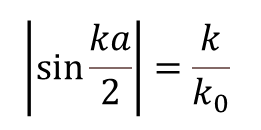 |sin ka/2| = k/k₀